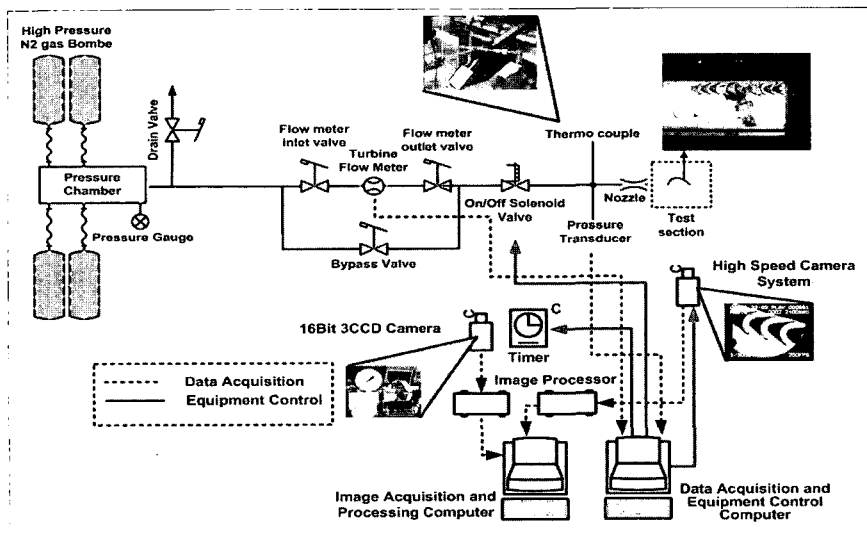 High Pressure
N2 gas Bombe
Drain Valve
Flow meter
inlet valve
Turbine
Flow Meter
Flow meter
outlet valve
Thermo couple
Pressure
Chamber
On/Off Solenoid
Valve
Nozzle
Test
section
Pressure Gauge
Bypass Valve
Pressure
Transducer
High Speed Camera
System
16Bit 3CCD Camera
C
C
C
Timer
Data Acquisition
Equipment Control
Image Processor
Image Acquisition and
Processing Computer
Data Acquisition and
Equipment Control
Computer